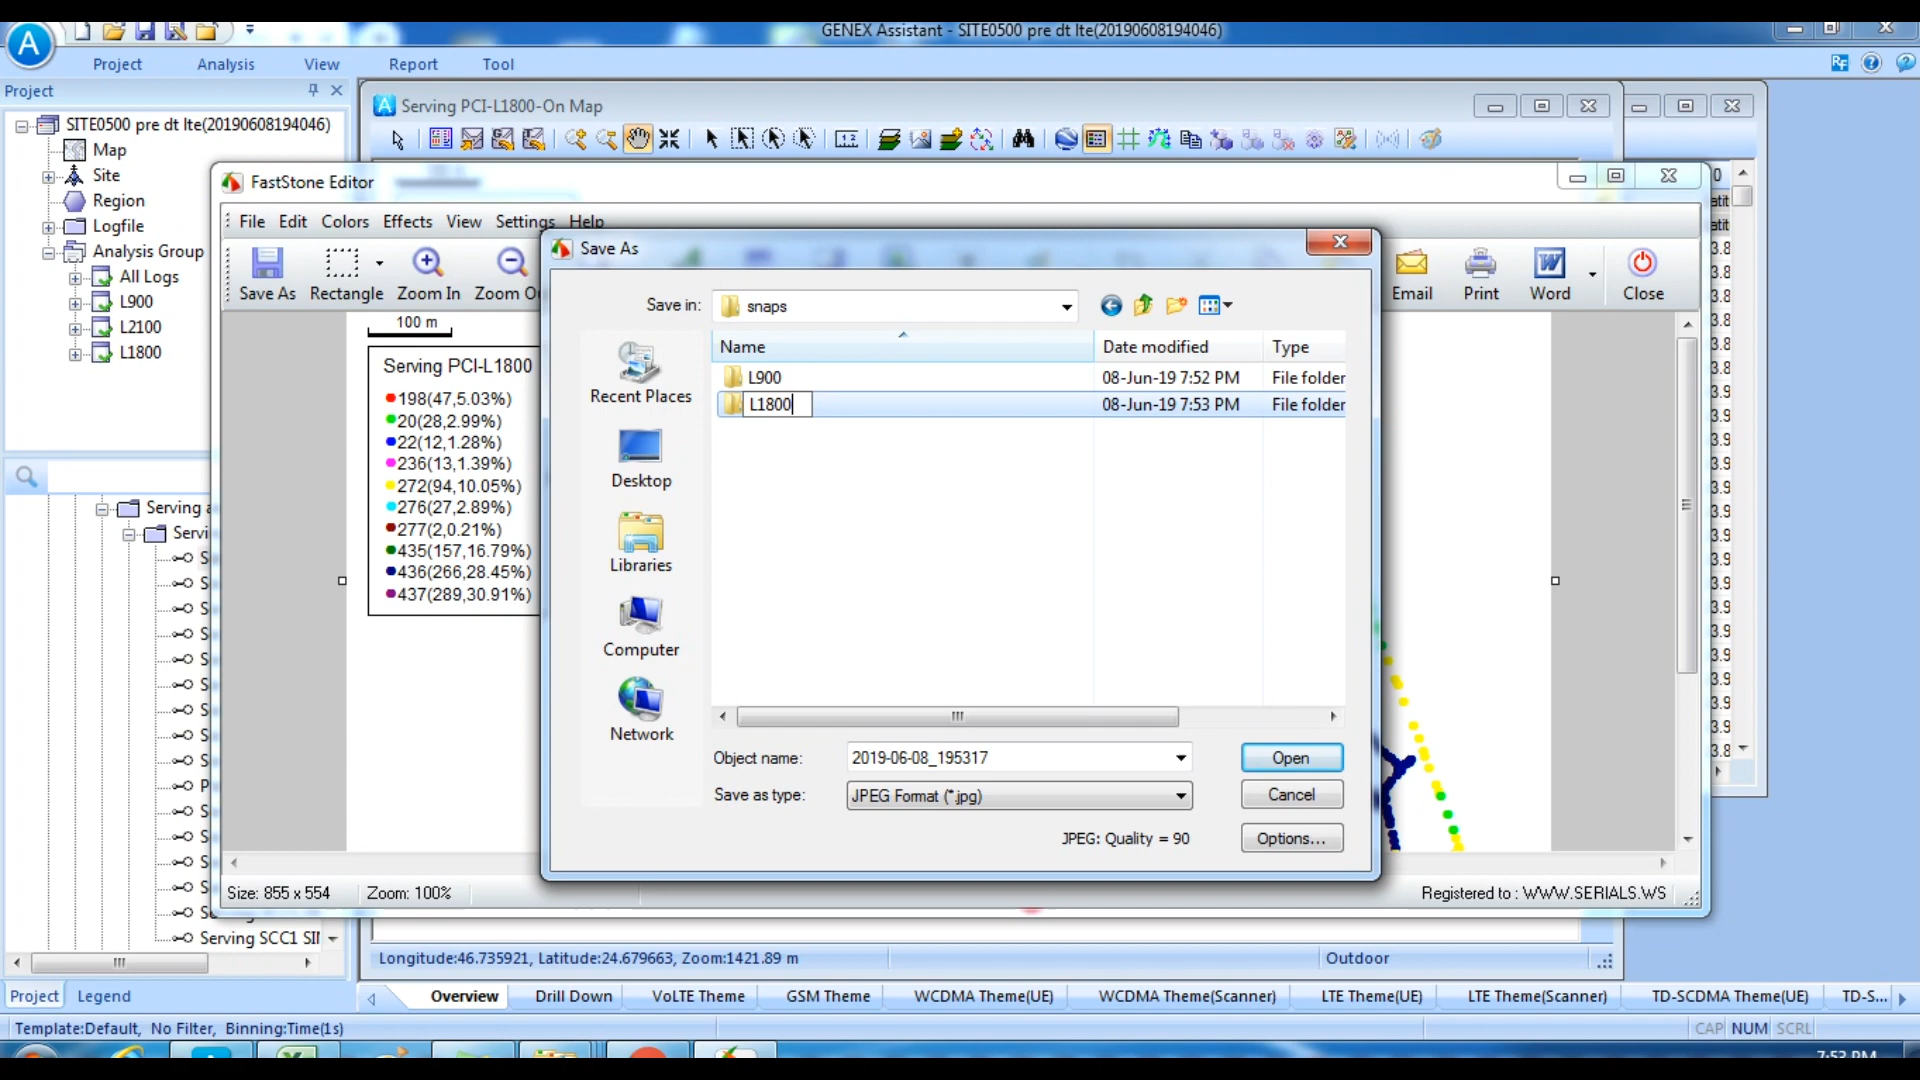 GENEX Assistant - SITE0500 pre dt lte(20190608194046)
Project Analysis View Report Tool
Project
SITE0500 pre dt lte(20190608194046)
Map
Site
Region
Logfile
Analysis Group
All Logs
L900
L2100
L1800
Serving PCI-L1800-On Map
FastStone Editor
File Edit Colors Effects View Settings Help
Save As Rectangle Zoom In Zoom
Email Print Word Close
100 m
Serving PCI-L1800
198(47,5.03%)
20(28,2.99%)
22(12,1.28%)
236(13,1.39%)
272(94,10.05%)
276(27,2.89%)
277(2,0.21%)
435(157,16.79%)
436(266,28.45%)
437(289,30.91%)
Save As
Save in: snaps
Name Date modified Type
L900 08-Jun-19 7:52 PM File folder
L1800 08-Jun-19 7:53 PM File folder
Recent Places
Desktop
Libraries
Computer
Network
Object name: 2019-06-08_195317 Open
Save as type: JPEG Format (*.jpg) Cancel
JPEG: Quality = 90 Options...
Size: 855 x 554 Zoom: 100% Registered to : WWW.SERIALS.WS
Serving SCC1 SI
Longitude:46.735921, Latitude:24.679663, Zoom:1421.89 m Outdoor
Project Legend
Overview Drill Down VoLTE Theme GSM Theme WCDMA Theme(UE) WCDMA Theme(Scanner) LTE Theme(UE) LTE Theme(Scanner) TD-SCDMA Theme(UE) TD-S...
Template:Default, No Filter, Binning:Time(1s) CAP NUM SCRL
7:53 PM